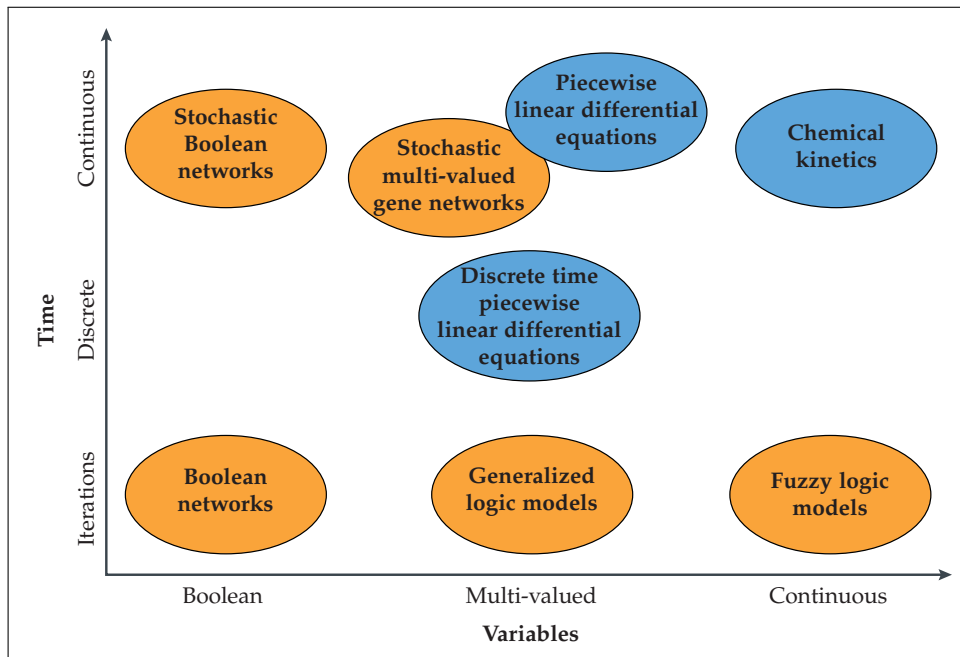 Continuous
Discrete
Iterations
Time
Stochastic
Boolean
networks
Stochastic
multi-valued
gene networks
Piecewise
linear differential
equations
Chemical
kinetics
Discrete time
piecewise
linear differential
equations
Boolean
networks
Generalized
logic models
Fuzzy logic
models
Boolean
Multi-valued
Continuous
Variables